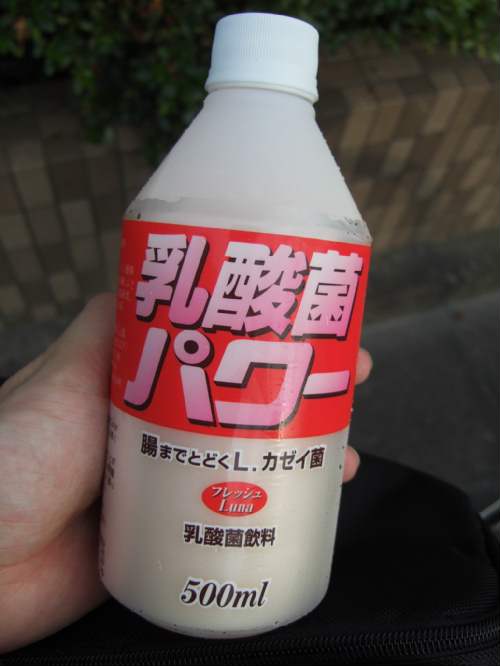 乳酸菌
パワー
腸までとどくL.カゼイ菌
フレッシュ
Luna
乳酸菌飲料
500ml